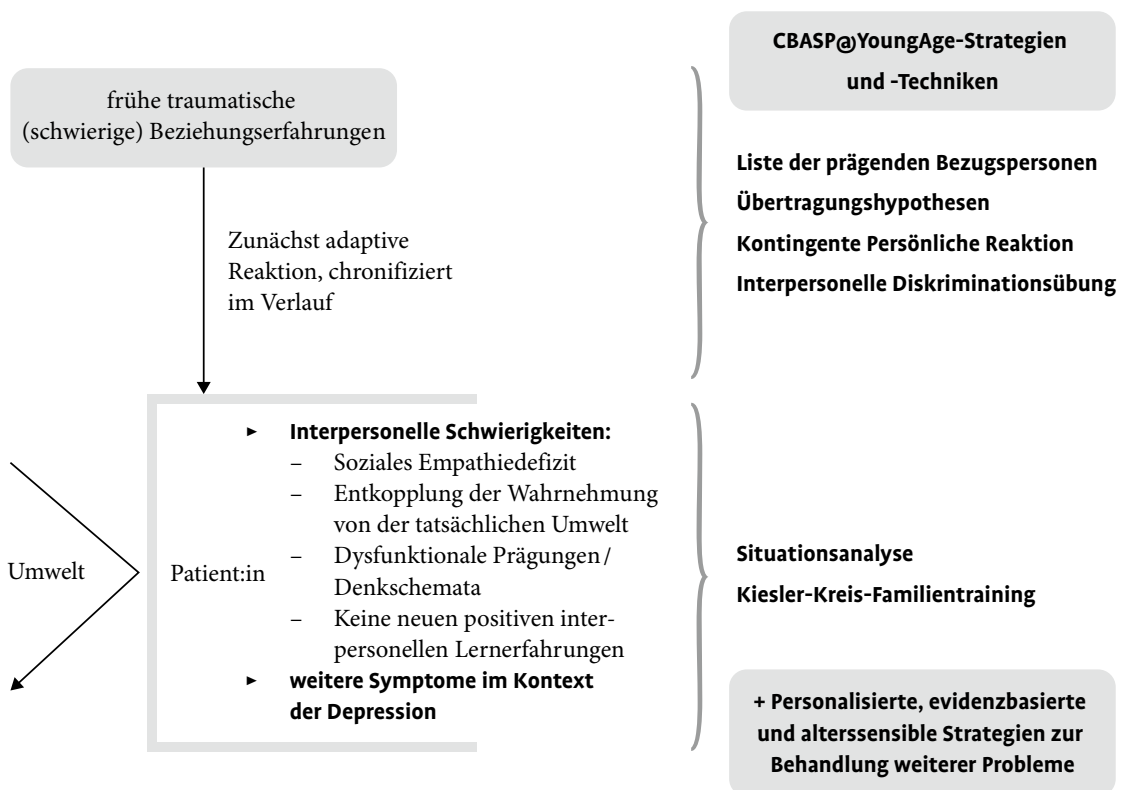 CBASP@YoungAge-Strategien
und -Techniken
frühe traumatische
(schwierige) Beziehungserfahrungen
Zunächst adaptive
Reaktion, chronifiziert
im Verlauf
Liste der prägenden Bezugspersonen
Übertragungshypothesen
Kontingente Persönliche Reaktion
Interpersonelle Diskriminationsübung
Umwelt
Patient:in
► Interpersonelle Schwierigkeiten:
– Soziales Empathiedefizit
– Entkopplung der Wahrnehmung
von der tatsächlichen Umwelt
– Dysfunktionale Prägungen/
Denkschemata
– Keine neuen positiven inter-
personellen Lernerfahrungen
► weitere Symptome im Kontext
der Depression
Situationsanalyse
Kiesler-Kreis-Familientraining
+ Personalisierte, evidenzbasierte
und alterssensible Strategien zur
Behandlung weiterer Probleme